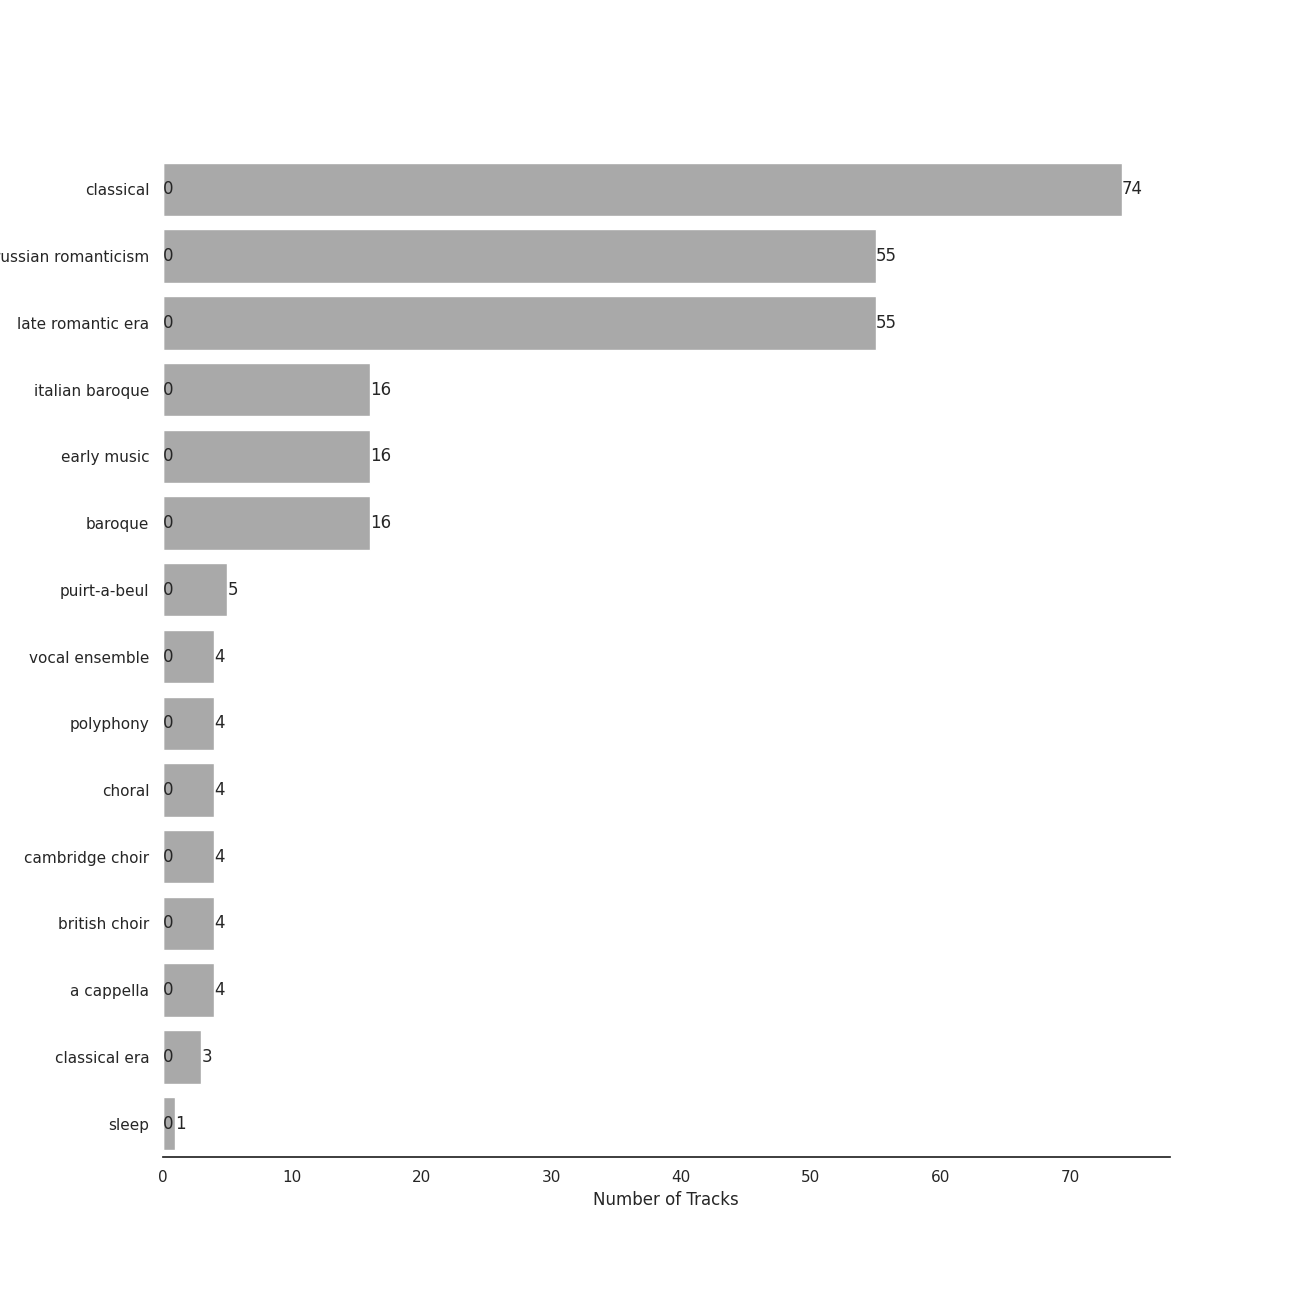 classical 0 74
ussian romanticism 0 55
late romantic era 0 55
italian baroque 0 16
early music 0 16
baroque 0 16
puirt-a-beul 0 5
vocal ensemble 0 4
polyphony 0 4
choral 0 4
cambridge choir 0 4
british choir 0 4
a cappella 0 4
classical era 0 3
sleep 0 1
0 10 20 30 40 50 60 70
Number of Tracks